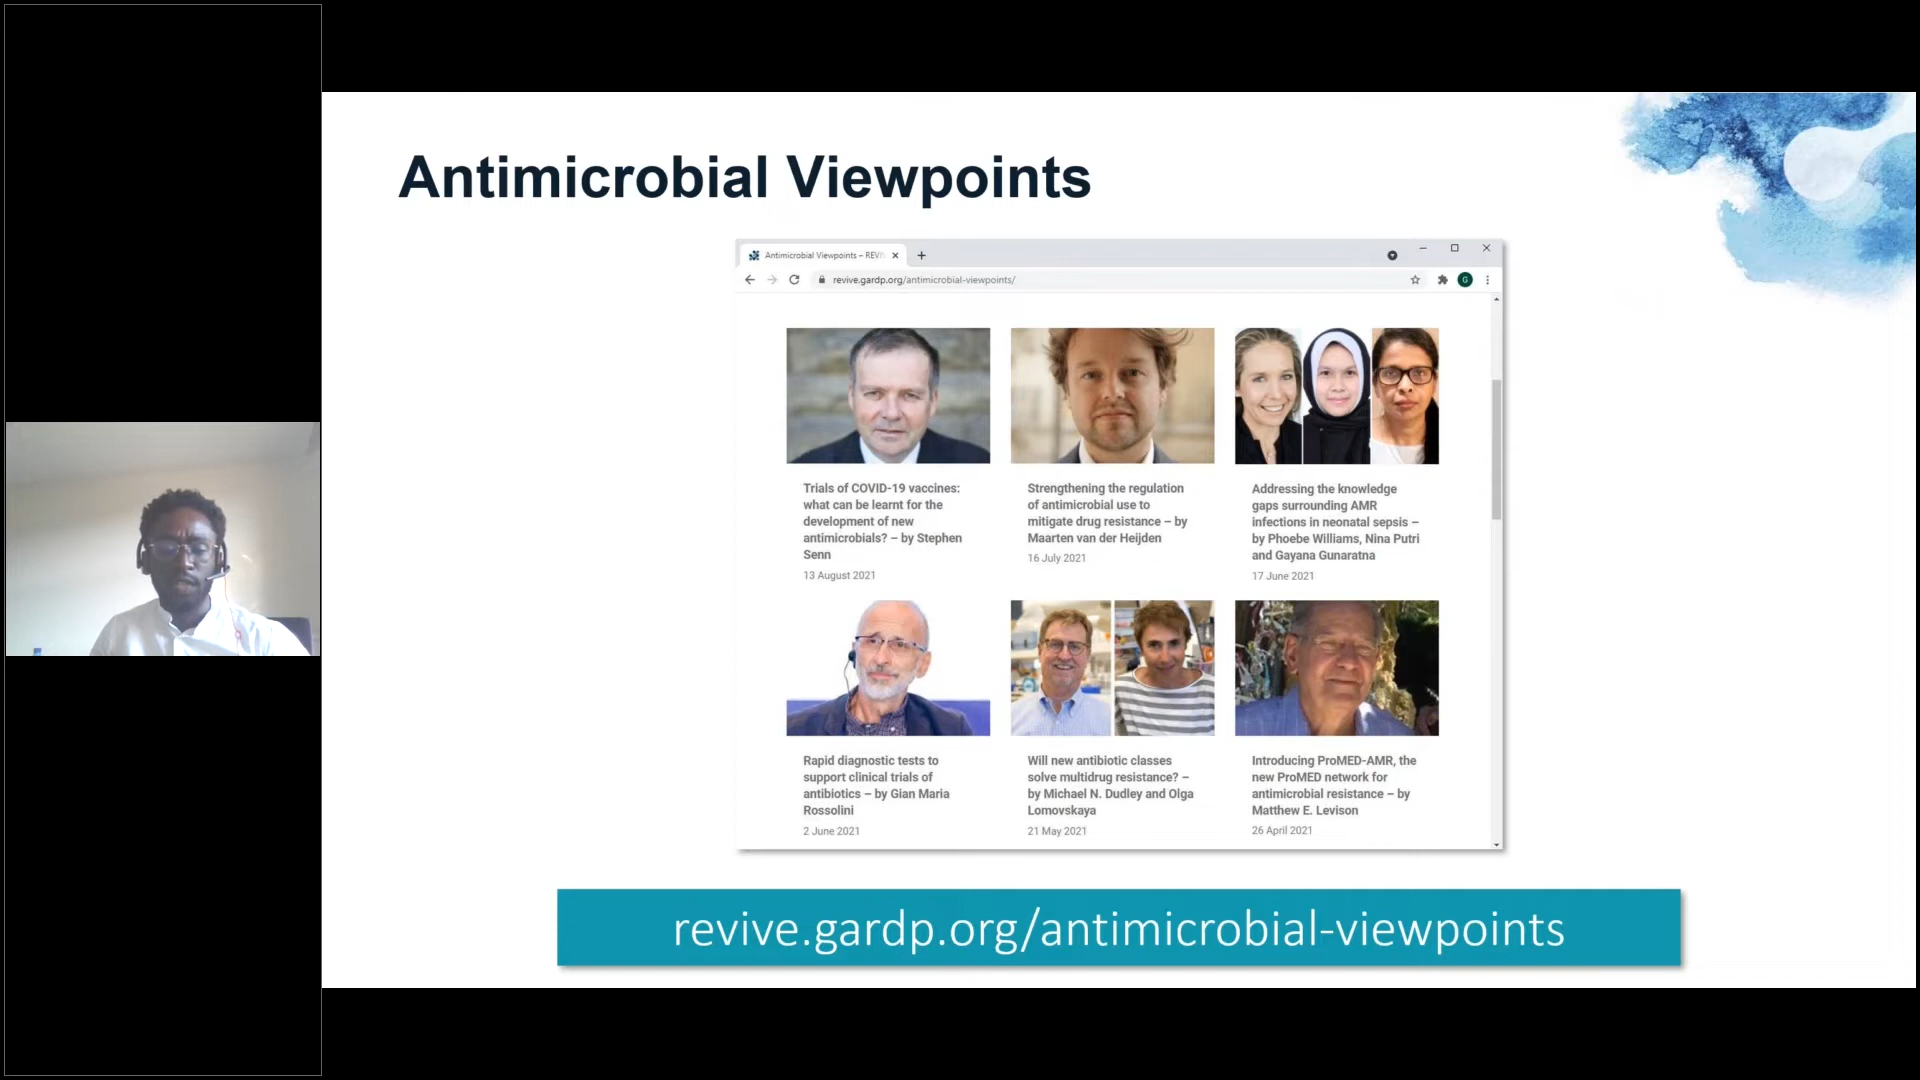 Antimicrobial Viewpoints
Antimicrobial Viewpoints – REVI
revive.gardp.org/antimicrobial-viewpoints/
G
Trials of COVID-19 vaccines:
what can be learnt for the
development of new
antimicrobials? – by Stephen
Senn
13 August 2021
Strengthening the regulation
of antimicrobial use to
mitigate drug resistance – by
Maarten van der Heijden
16 July 2021
Addressing the knowledge
gaps surrounding AMR
infections in neonatal sepsis –
by Phoebe Williams, Nina Putri
and Gayana Gunaratna
17 June 2021
Rapid diagnostic tests to
support clinical trials of
antibiotics – by Gian Maria
Rossolini
2 June 2021
Will new antibiotic classes
solve multidrug resistance? –
by Michael N. Dudley and Olga
Lomovskaya
21 May 2021
Introducing ProMED-AMR, the
new ProMED network for
antimicrobial resistance – by
Matthew E. Levison
26 April 2021
revive.gardp.org/antimicrobial-viewpoints